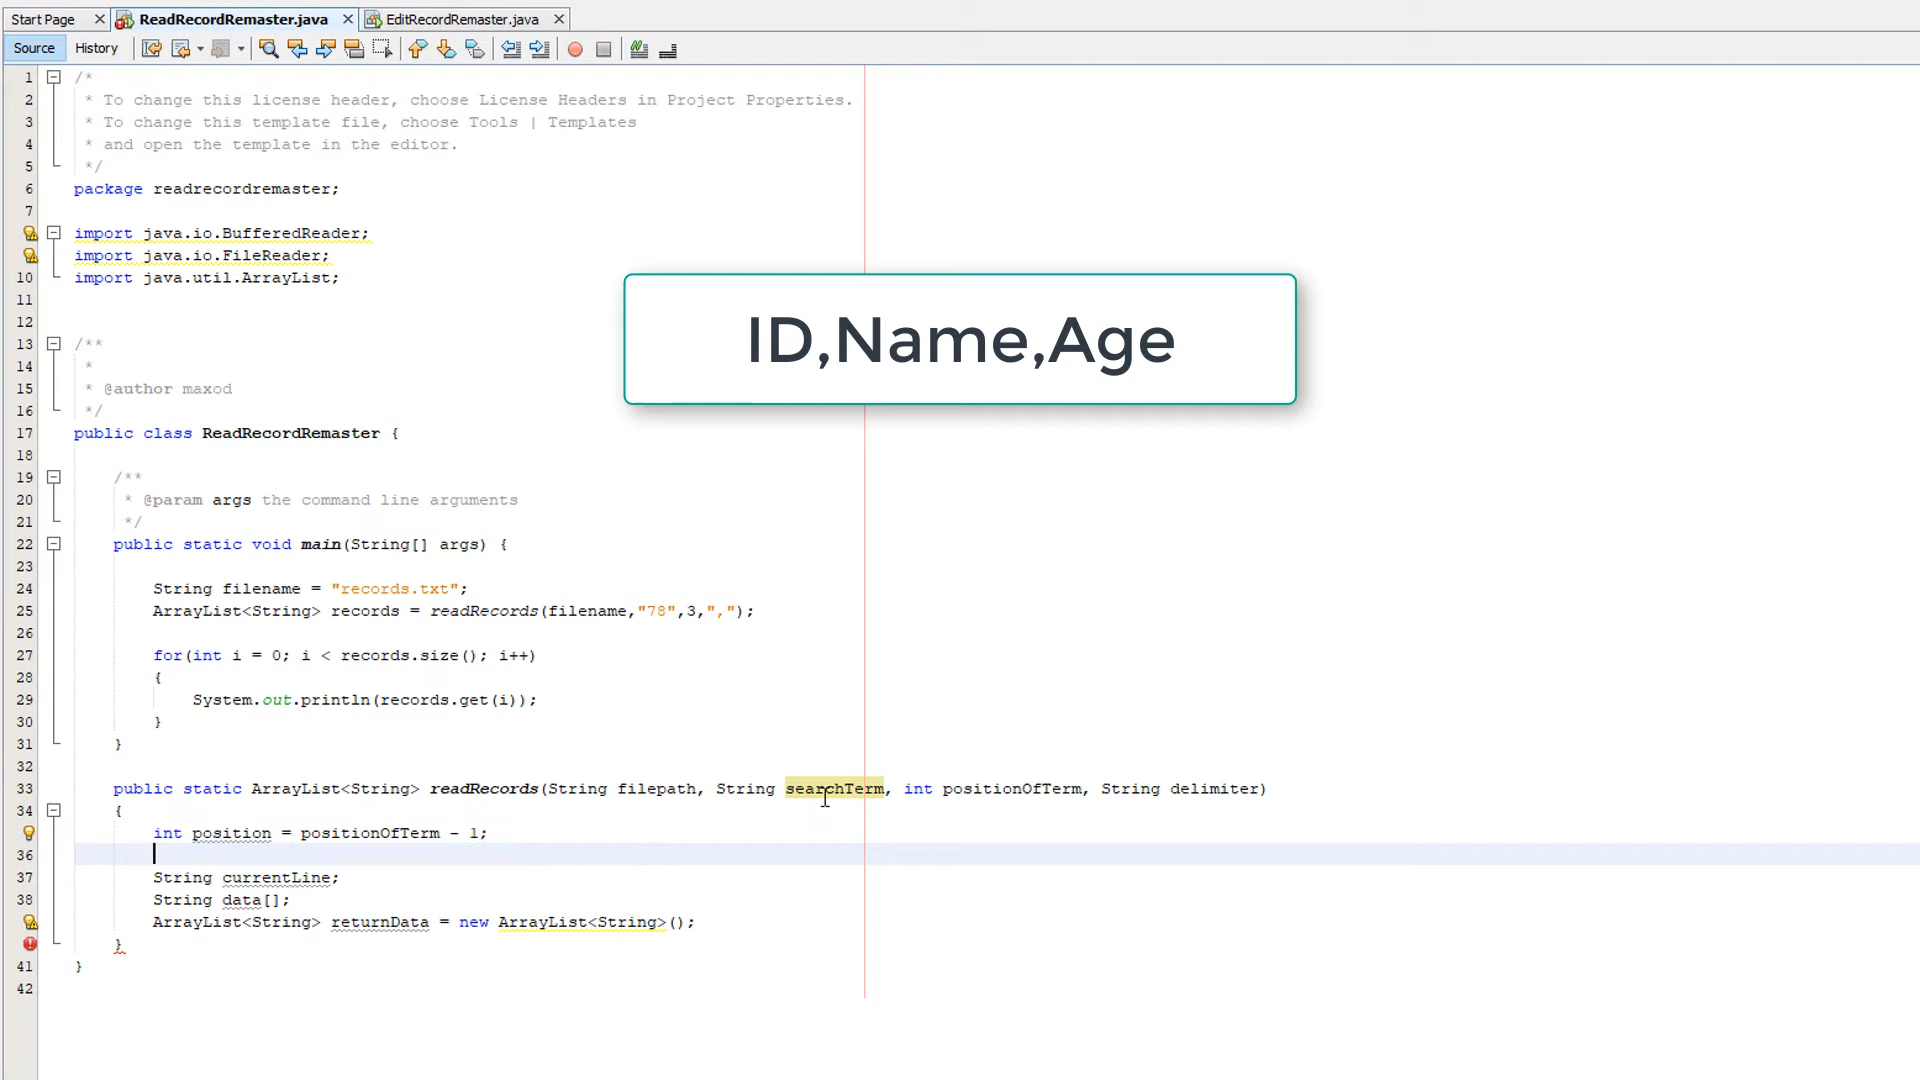 Start Page ReadRecordRemaster.java EditRecordRemaster.java
Source History
1 /*
2 * To change this license header, choose License Headers in Project Properties.
3 * To change this template file, choose Tools | Templates
4 * and open the template in the editor.
5 */
6 package readrecordremaster;
7
import java.io.BufferedReader;
import java.io.FileReader;
10 import java.util.ArrayList;
11
12
ID,Name,Age
13 /**
14 *
15 * @author maxod
16 */
17 public class ReadRecordRemaster {
18
19 /**
20 * @param args the command line arguments
21 */
22 public static void main(String[] args) {
23
24 String filename = "records.txt";
25 ArrayList<String> records = readRecords(filename,"78",3,",");
26
27 for(int i = 0; i < records.size(); i++)
28 {
29 System.out.println(records.get(i));
30 }
31 }
32
33 public static ArrayList<String> readRecords(String filepath, String searchTerm, int positionOfTerm, String delimiter)
34 {
int position = positionOfTerm - 1;
36
37 String currentLine;
38 String data[];
ArrayList<String> returnData = new ArrayList<String>();
}
41 }
42